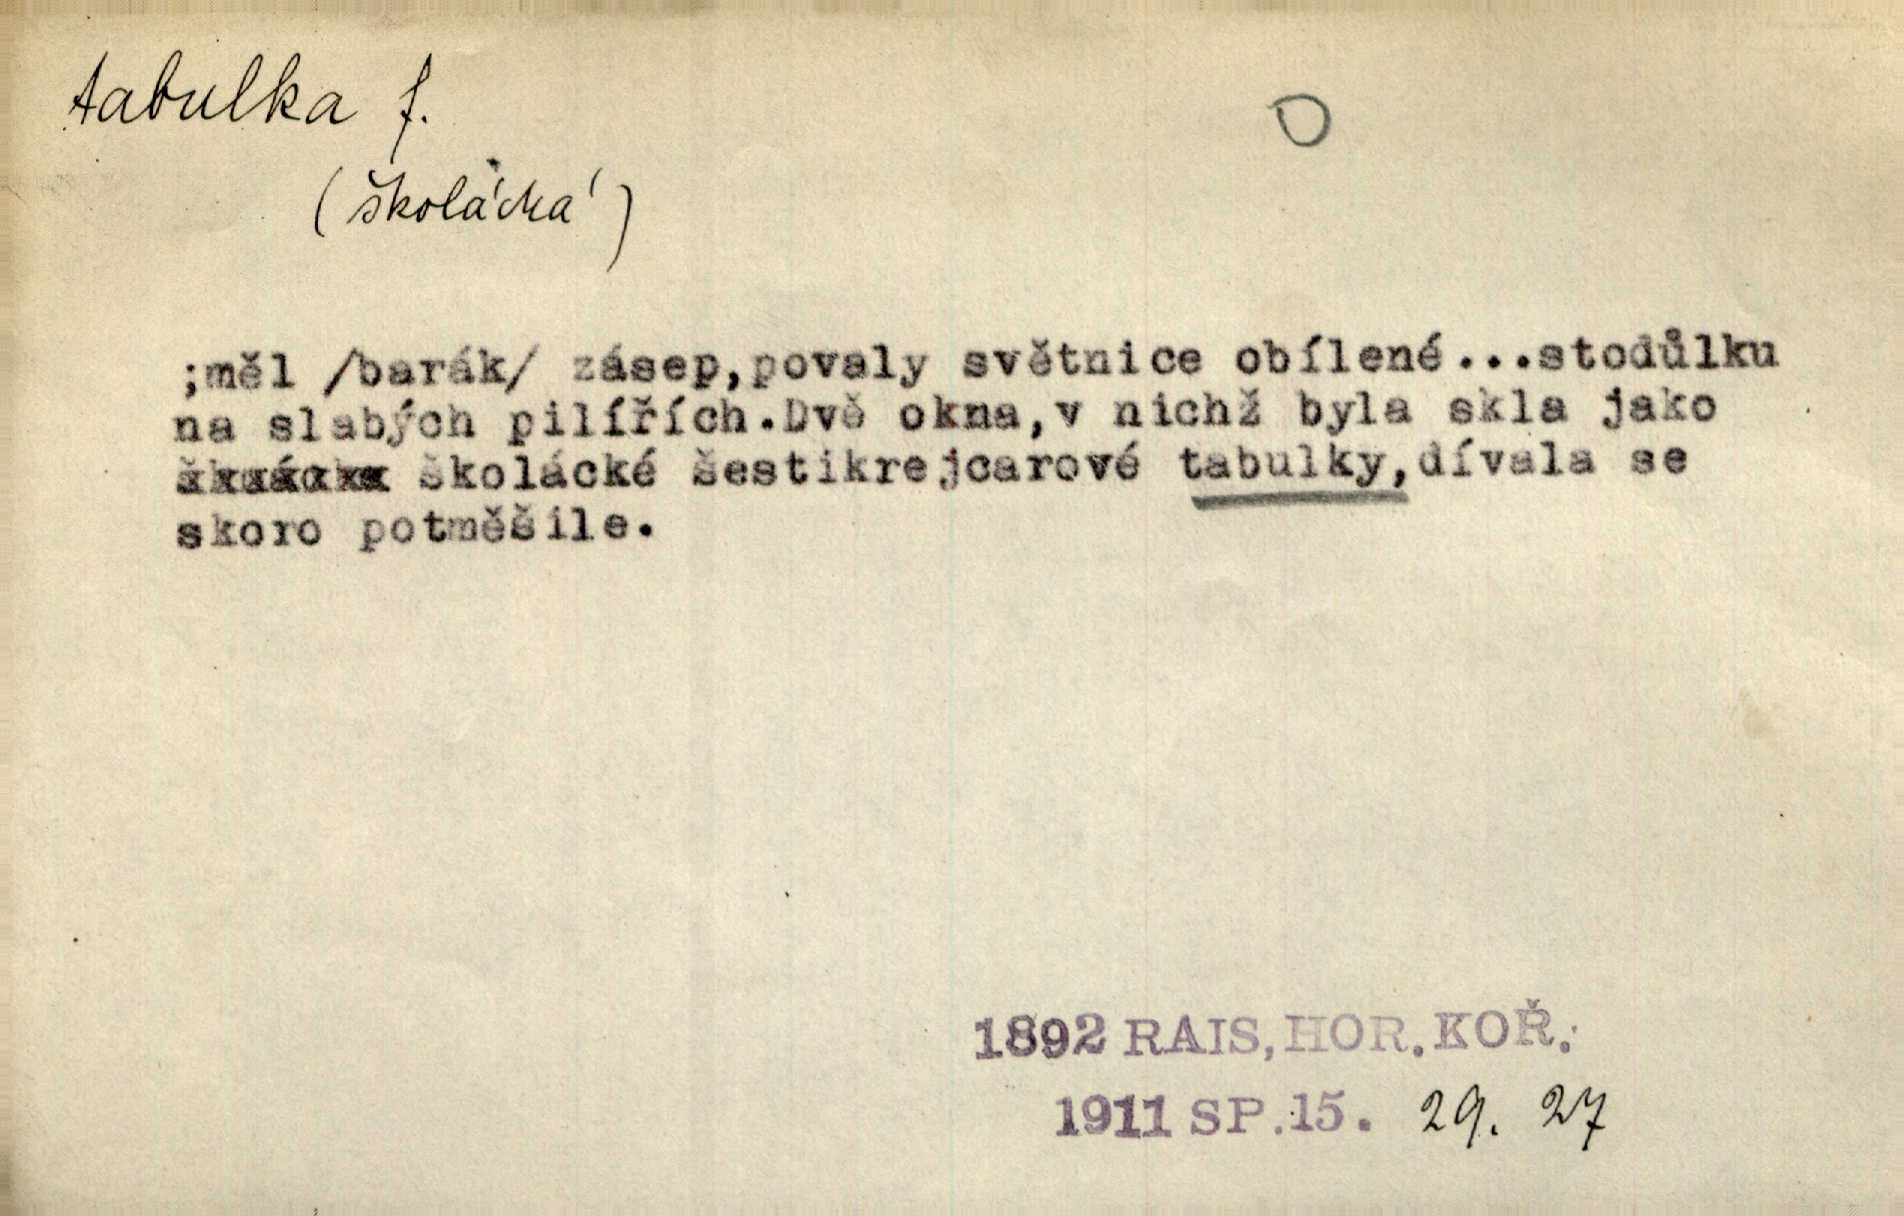 tabulka f.
(školácká)
;měl /barák/ zásep,povaly světnice obílené...stodůlku
na slabých pilířích.Dvě okna,v nichž byla skla jako
školácké šestikrejcarové tabulky,dívala se
skoro potměšile.
1892 RAIS, HOR. KOŘ.
1911 SP. 15. 29. 27